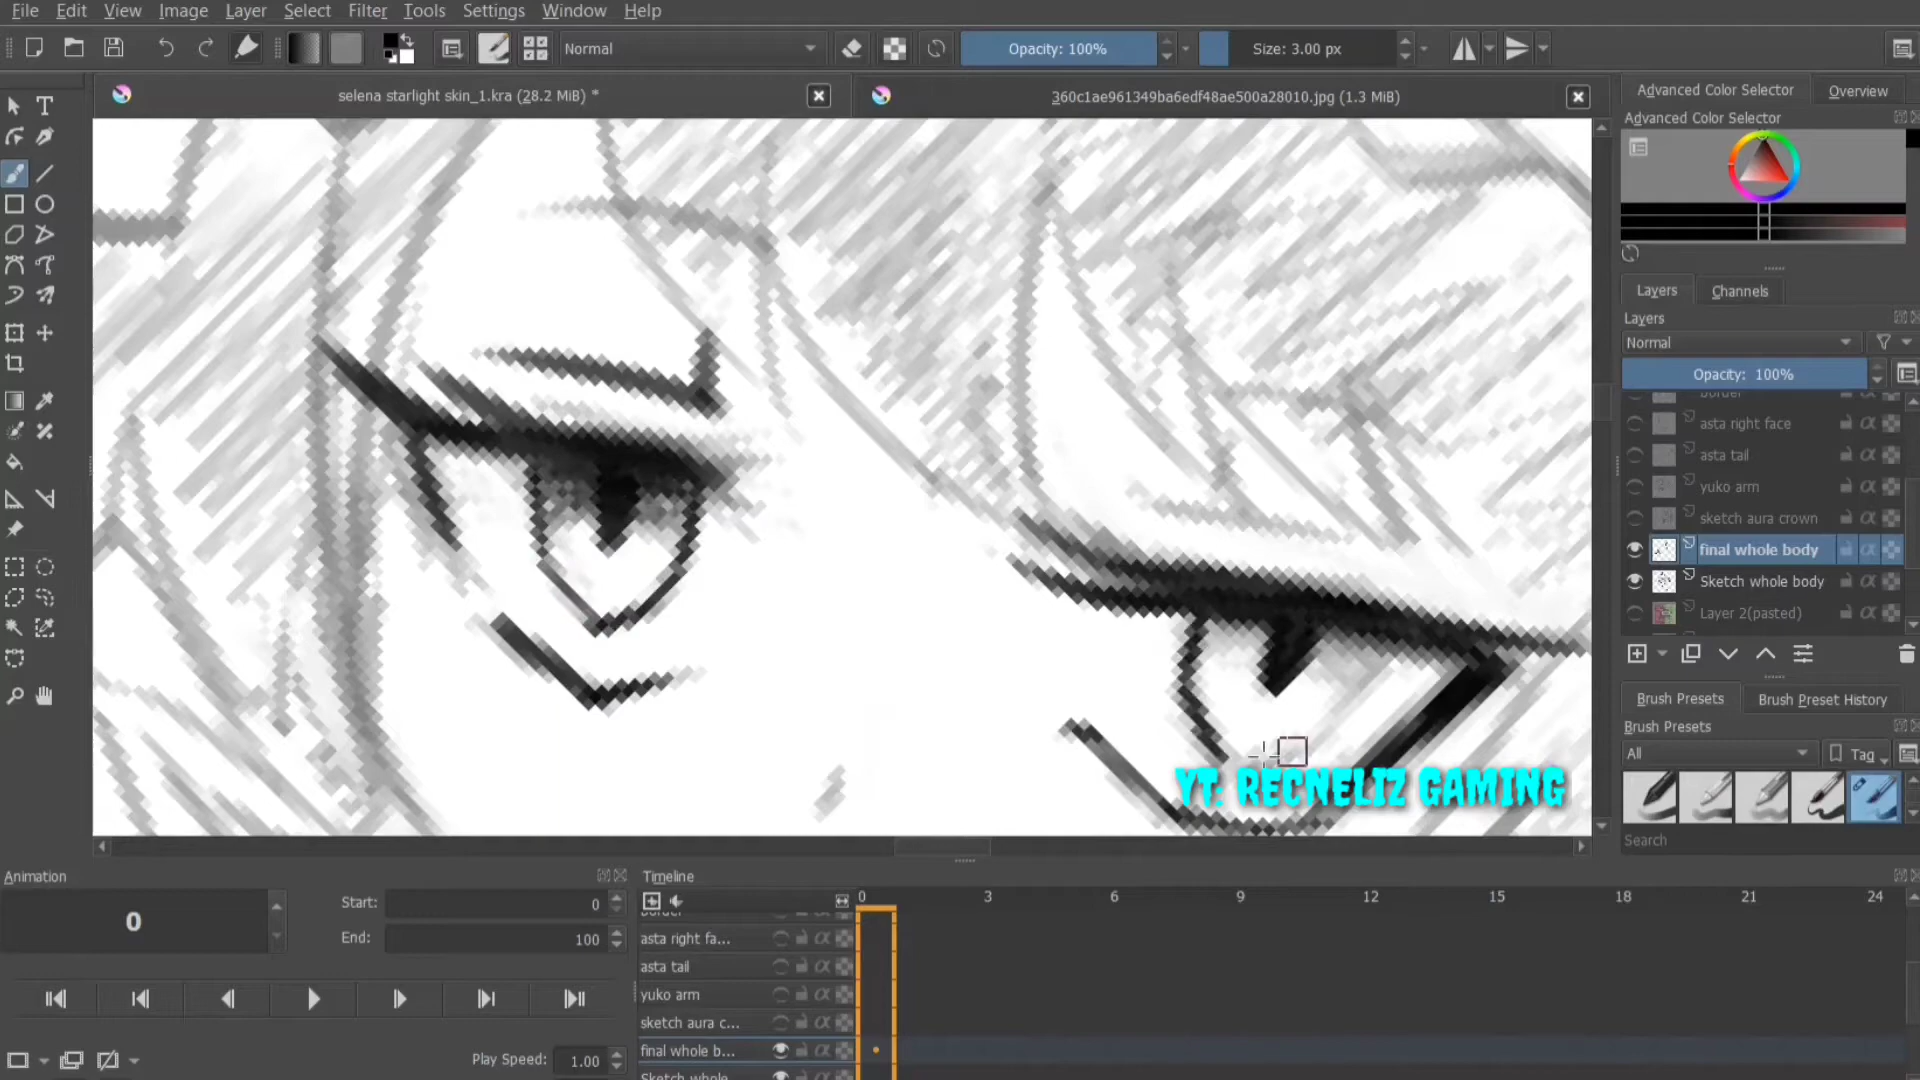 File Edit View Image Layer Select Filter Tools Settings Window Help
Normal Opacity: 100% Size: 3.00 px
selena starlight skin_1.kra (28.2 MiB) *
360c1ae961349ba6edf48ae500a28010.jpg (1.3 MiB)
Advanced Color Selector Overview
Advanced Color Selector
Layers Channels
Layers
Normal
Opacity: 100%
border
asta right face
asta tail
yuko arm
sketch aura crown
final whole body
Sketch whole body
Layer 2(pasted)
Brush Presets Brush Preset History
Brush Presets
All Tag
Search
YT: RECNELIZ GAMING
Animation
0
Start: 0
End: 100
Play Speed: 1.00
Timeline
0 3 6 9 12 15 18 21 24
border
asta right fa...
asta tail
yuko arm
sketch aura c...
final whole b...
Sketch whole